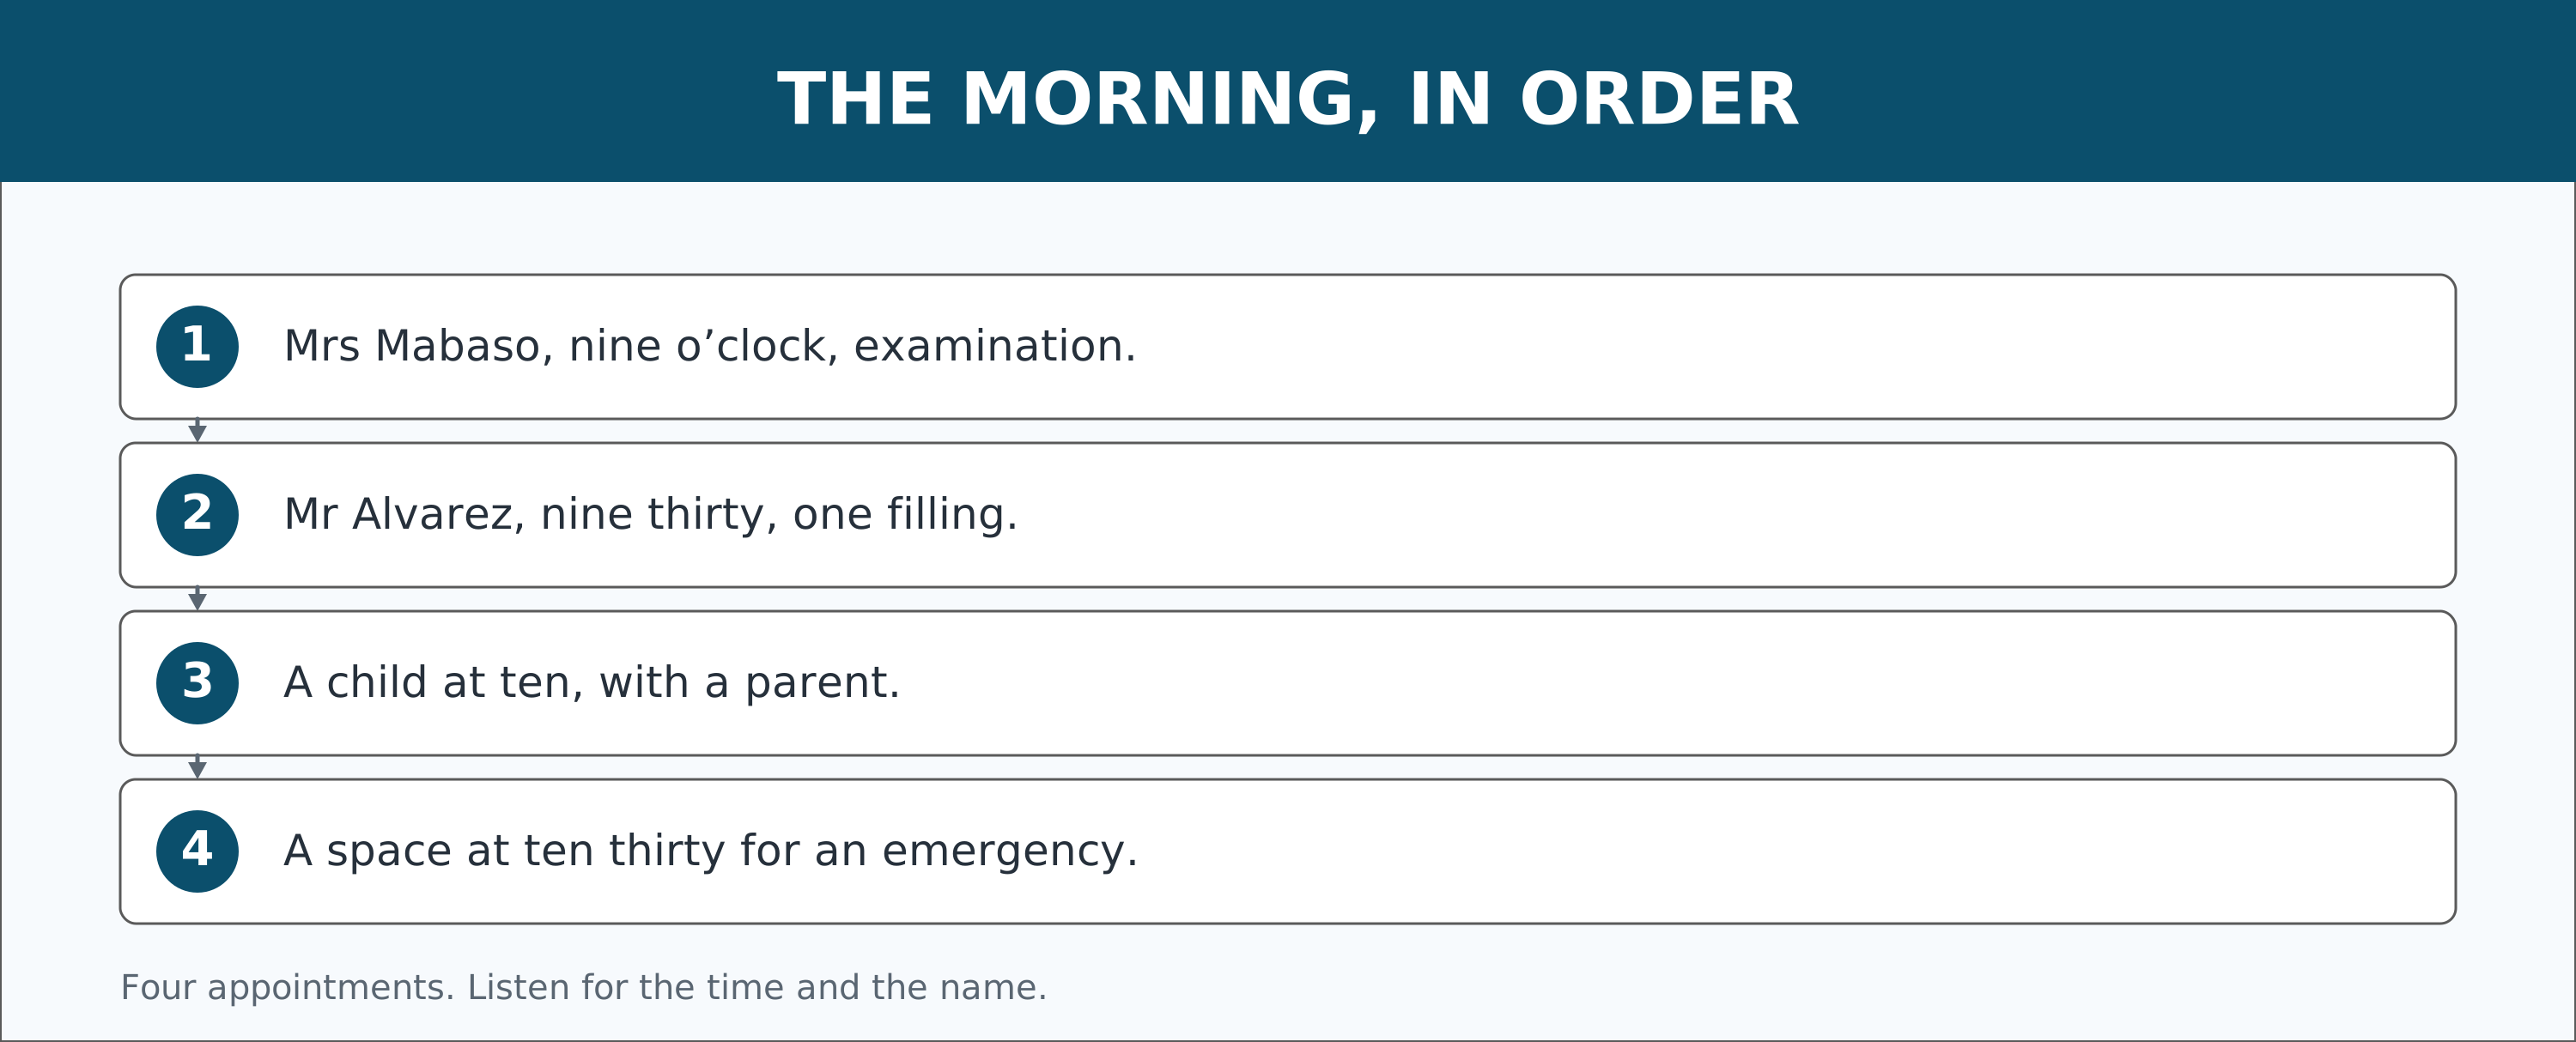 THE MORNING, IN ORDER
1 Mrs Mabaso, nine o’clock, examination.
2 Mr Alvarez, nine thirty, one filling.
3 A child at ten, with a parent.
4 A space at ten thirty for an emergency.
Four appointments. Listen for the time and the name.